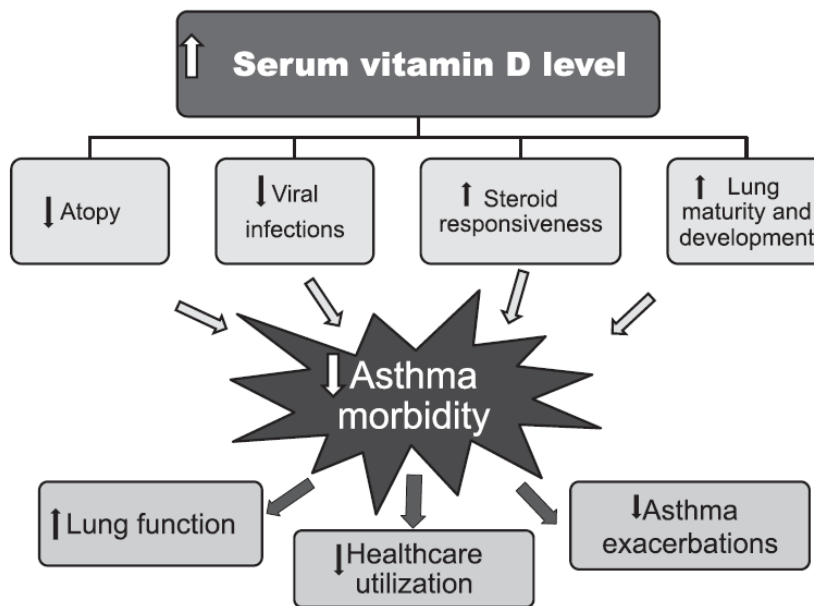 Serum vitamin D level
Atopy
Viral
infections
Steroid
responsiveness
Lung
maturity and
development
Asthma
morbidity
Lung function
Healthcare
utilization
Asthma
exacerbations